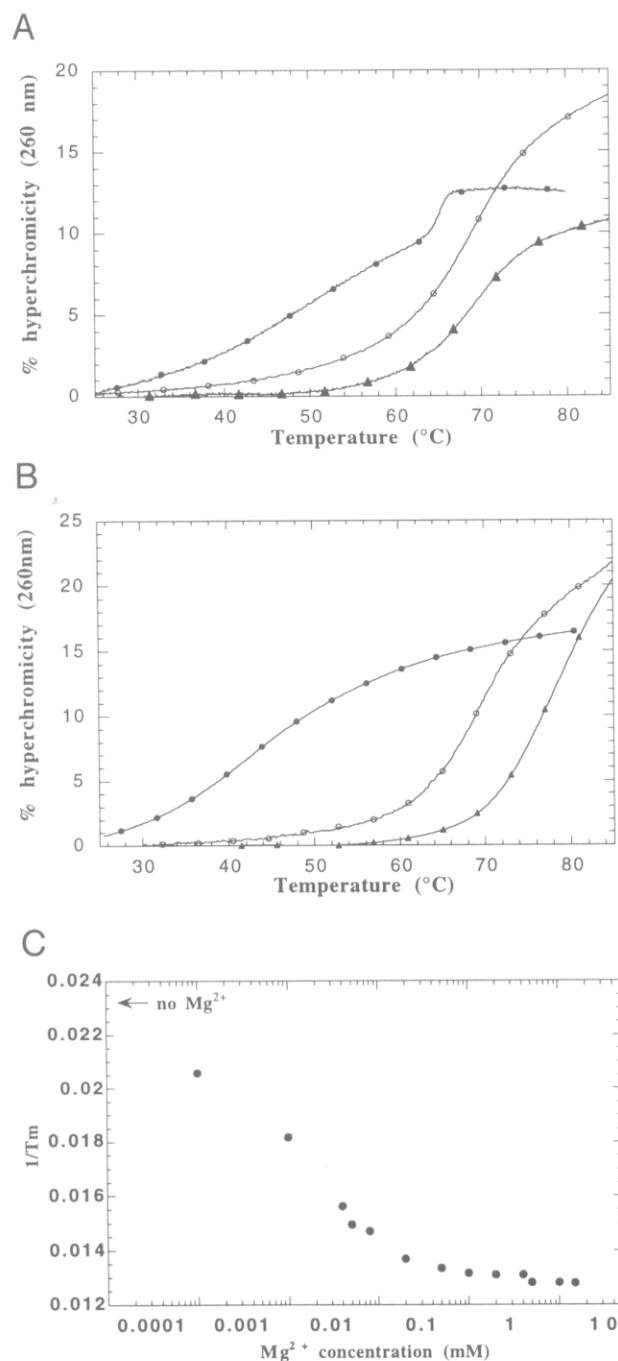 A
% hyperchromicity (260 nm)
20
15
10
5
0
30 40 50 60 70 80
Temperature (°C)
B
% hyperchromicity (260nm)
25
20
15
10
5
0
30 40 50 60 70 80
Temperature (°C)
C
1/Tm
0.024
← no Mg²⁺
0.022
0.02
0.018
0.016
0.014
0.012
0.0001 0.001 0.01 0.1 1 10
Mg²⁺ concentration (mM)